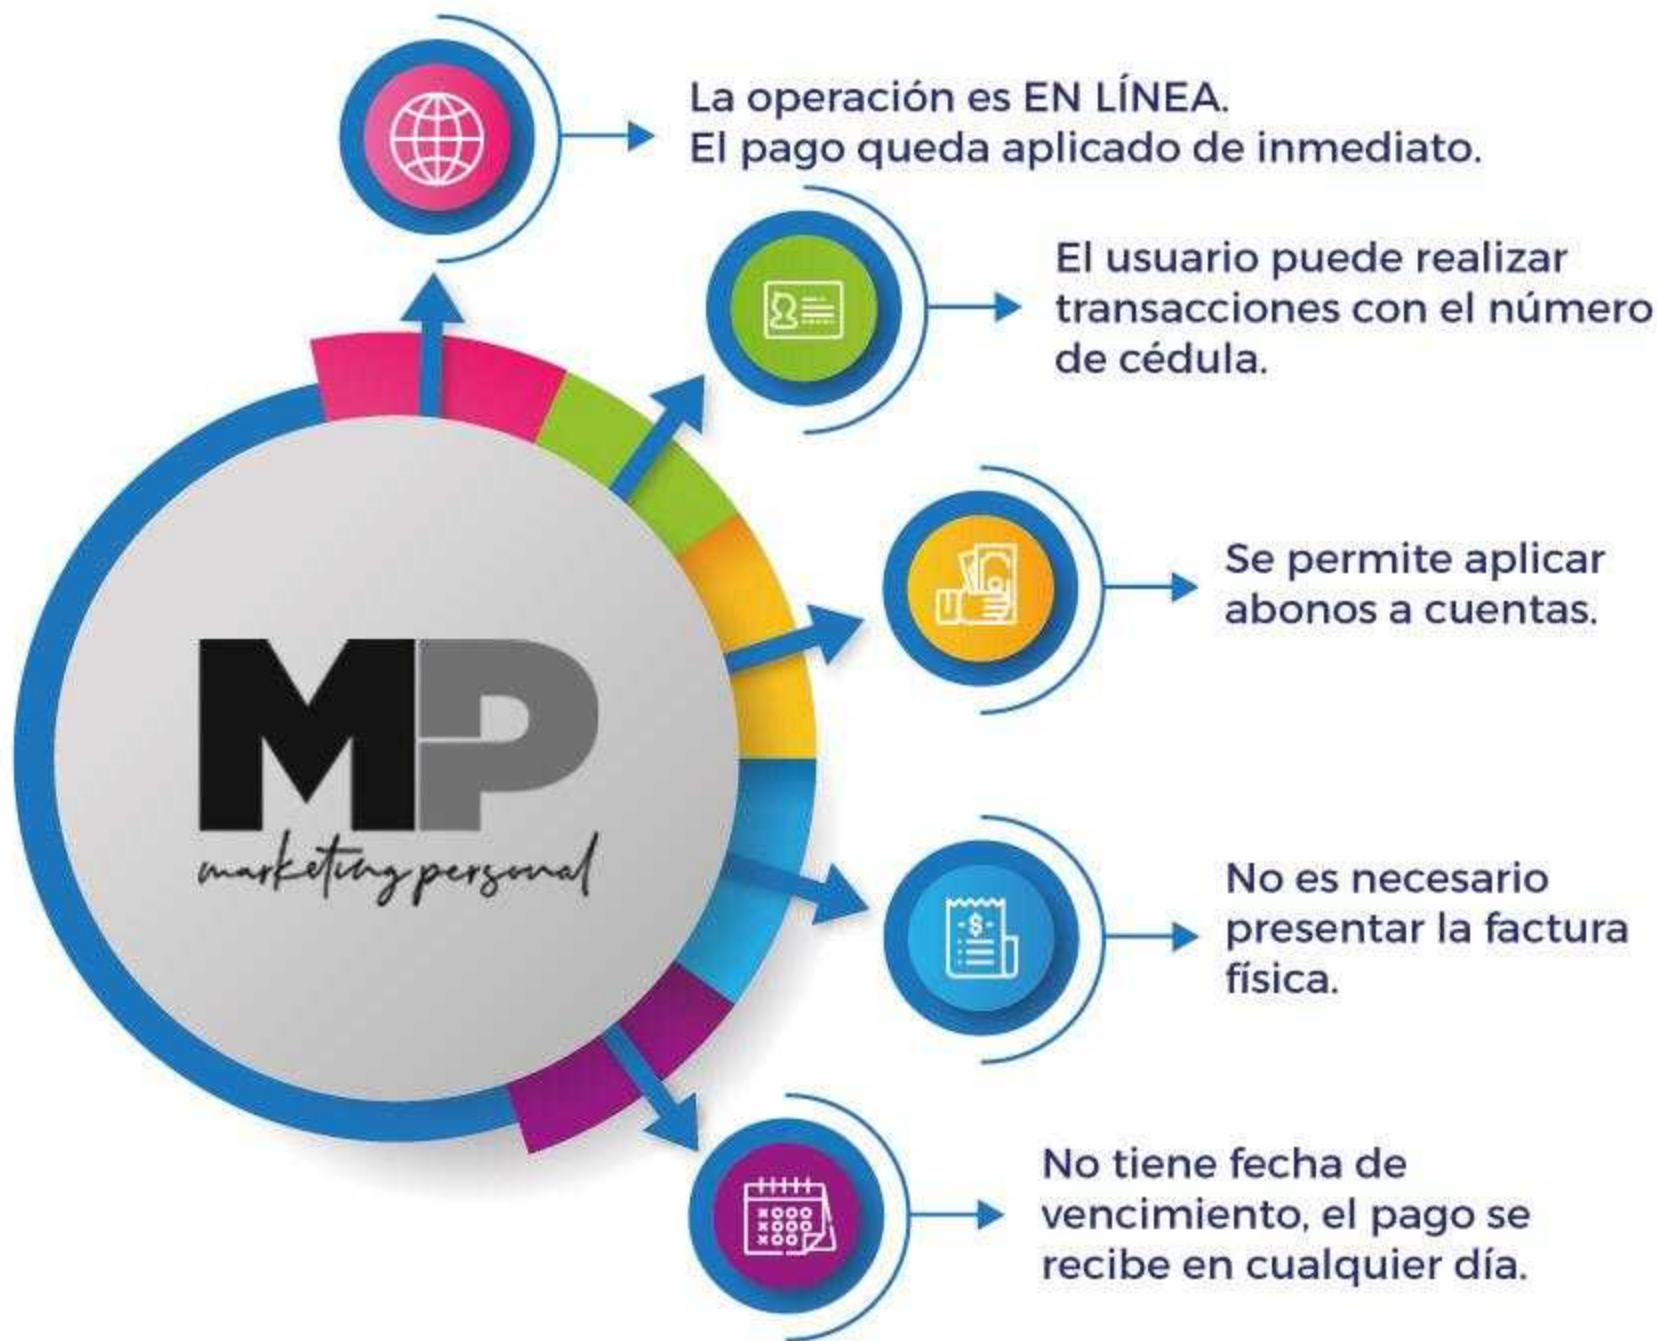 La operación es EN LÍNEA.
El pago queda aplicado de inmediato.
El usuario puede realizar
transacciones con el número
de cédula.
Se permite aplicar
abonos a cuentas.
MP
marketing personal
No es necesario
presentar la factura
física.
No tiene fecha de
vencimiento, el pago se
recibe en cualquier día.